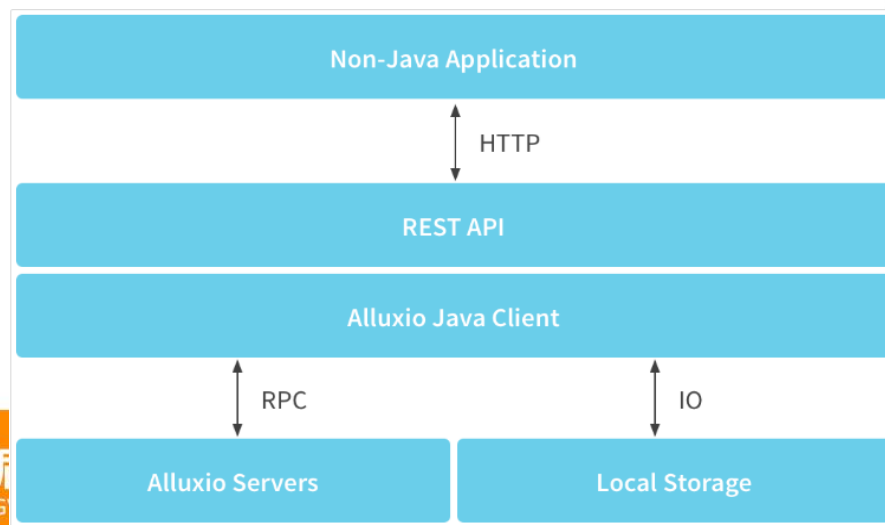 Non-Java Application
HTTP
REST API
Alluxio Java Client
RPC
IO
Alluxio Servers
Local Storage